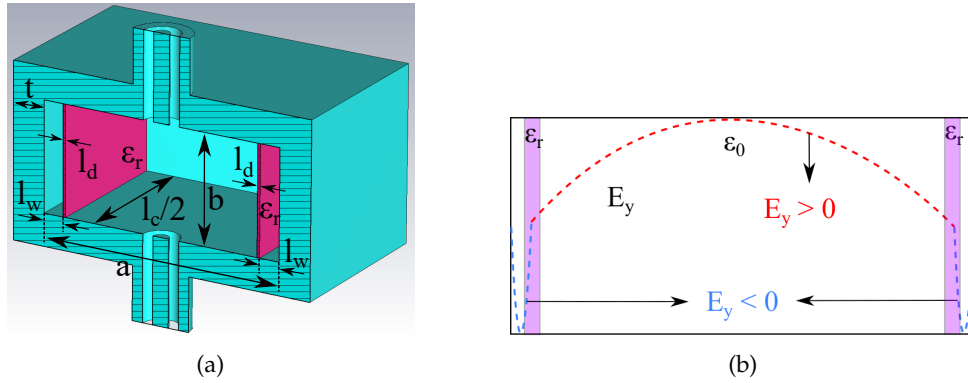 t
l_d
ε_r
l_d
b
l_w
l_c/2
ε_r
l_w
a
(a)
ε_r
ε_0
ε_r
E_y
E_y > 0
E_y < 0
(b)